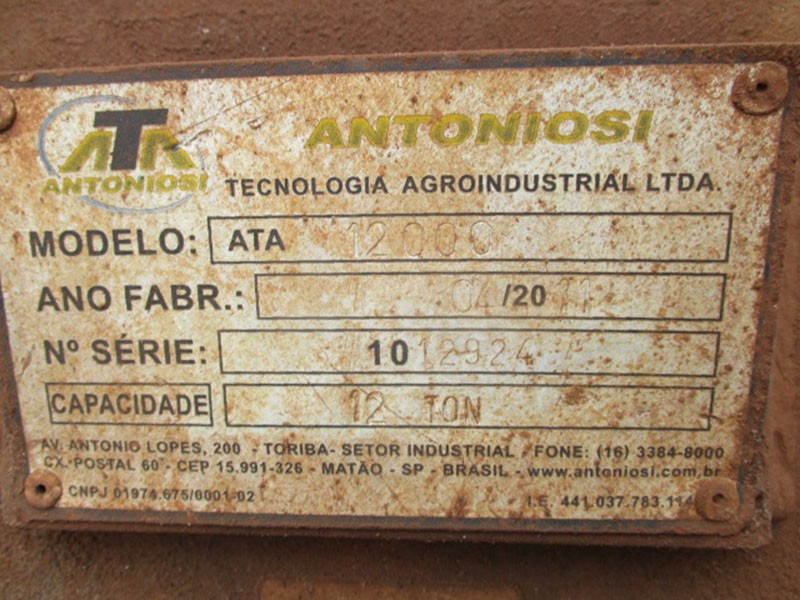 ATA
ANTONIOSI
ANTONIOSI
TECNOLOGIA AGROINDUSTRIAL LTDA.
MODELO: ATA 12000
ANO FABR.: 04/2011
Nº SÉRIE: 1012924
CAPACIDADE 12 TON
AV. ANTONIO LOPES, 200 - TORIBA- SETOR INDUSTRIAL - FONE: (16) 3384-8000
CX.POSTAL 60 - CEP 15.991-326 - MATÃO - SP - BRASIL - www.antoniosi.com.br
CNPJ 01974.675/0001-02
I.E. 441.037.783.114